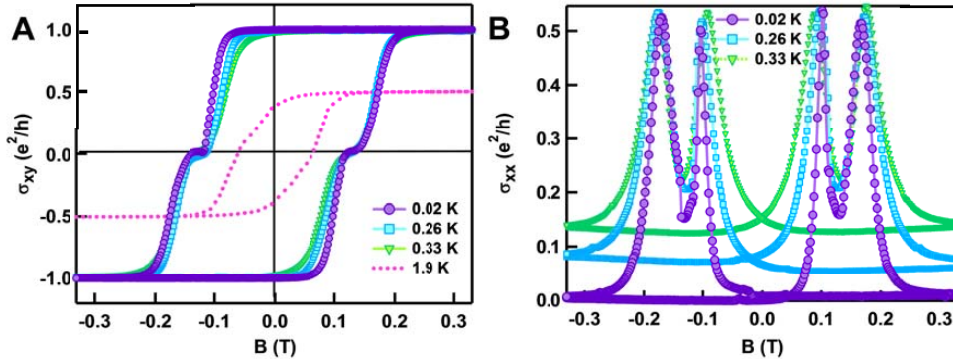 A
B
1.0
0.5
0.0
-0.5
-1.0
σxy (e²/h)
0.02 K
0.26 K
0.33 K
1.9 K
-0.3 -0.2 -0.1 0.0 0.1 0.2 0.3
B (T)
0.5
0.4
0.3
0.2
0.1
0.0
σxx (e²/h)
0.02 K
0.26 K
0.33 K
-0.3 -0.2 -0.1 0.0 0.1 0.2 0.3
B (T)